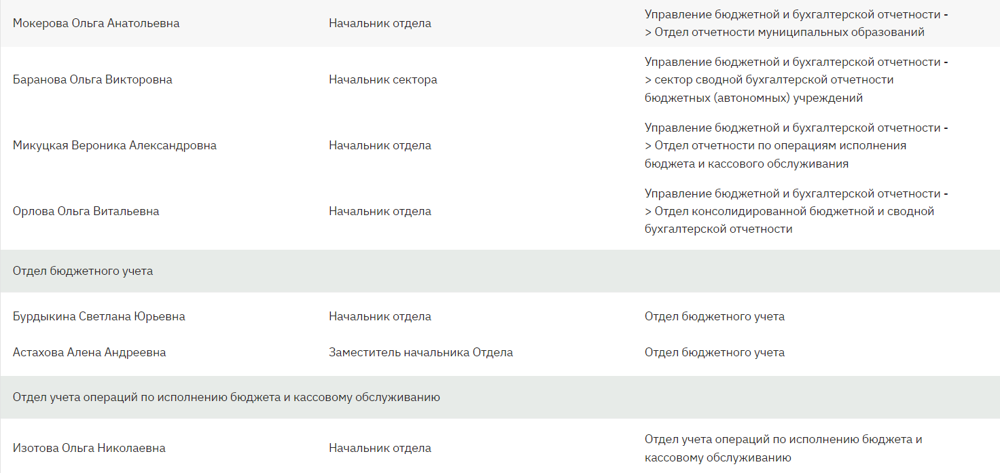 Мокерова Ольга Анатольевна
Начальник отдела
Управление бюджетной и бухгалтерской отчетности -
> Отдел отчетности муниципальных образований
Баранова Ольга Викторовна
Начальник сектора
Управление бюджетной и бухгалтерской отчетности -
> сектор сводной бухгалтерской отчетности
бюджетных (автономных) учреждений
Микуцкая Вероника Александровна
Начальник отдела
Управление бюджетной и бухгалтерской отчетности -
> Отдел отчетности по операциям исполнения
бюджета и кассового обслуживания
Орлова Ольга Витальевна
Начальник отдела
Управление бюджетной и бухгалтерской отчетности -
> Отдел консолидированной бюджетной и сводной
бухгалтерской отчетности
Отдел бюджетного учета
Бурдыкина Светлана Юрьевна
Начальник отдела
Отдел бюджетного учета
Астахова Алена Андреевна
Заместитель начальника Отдела
Отдел бюджетного учета
Отдел учета операций по исполнению бюджета и кассовому обслуживанию
Изотова Ольга Николаевна
Начальник отдела
Отдел учета операций по исполнению бюджета и
кассовому обслуживанию